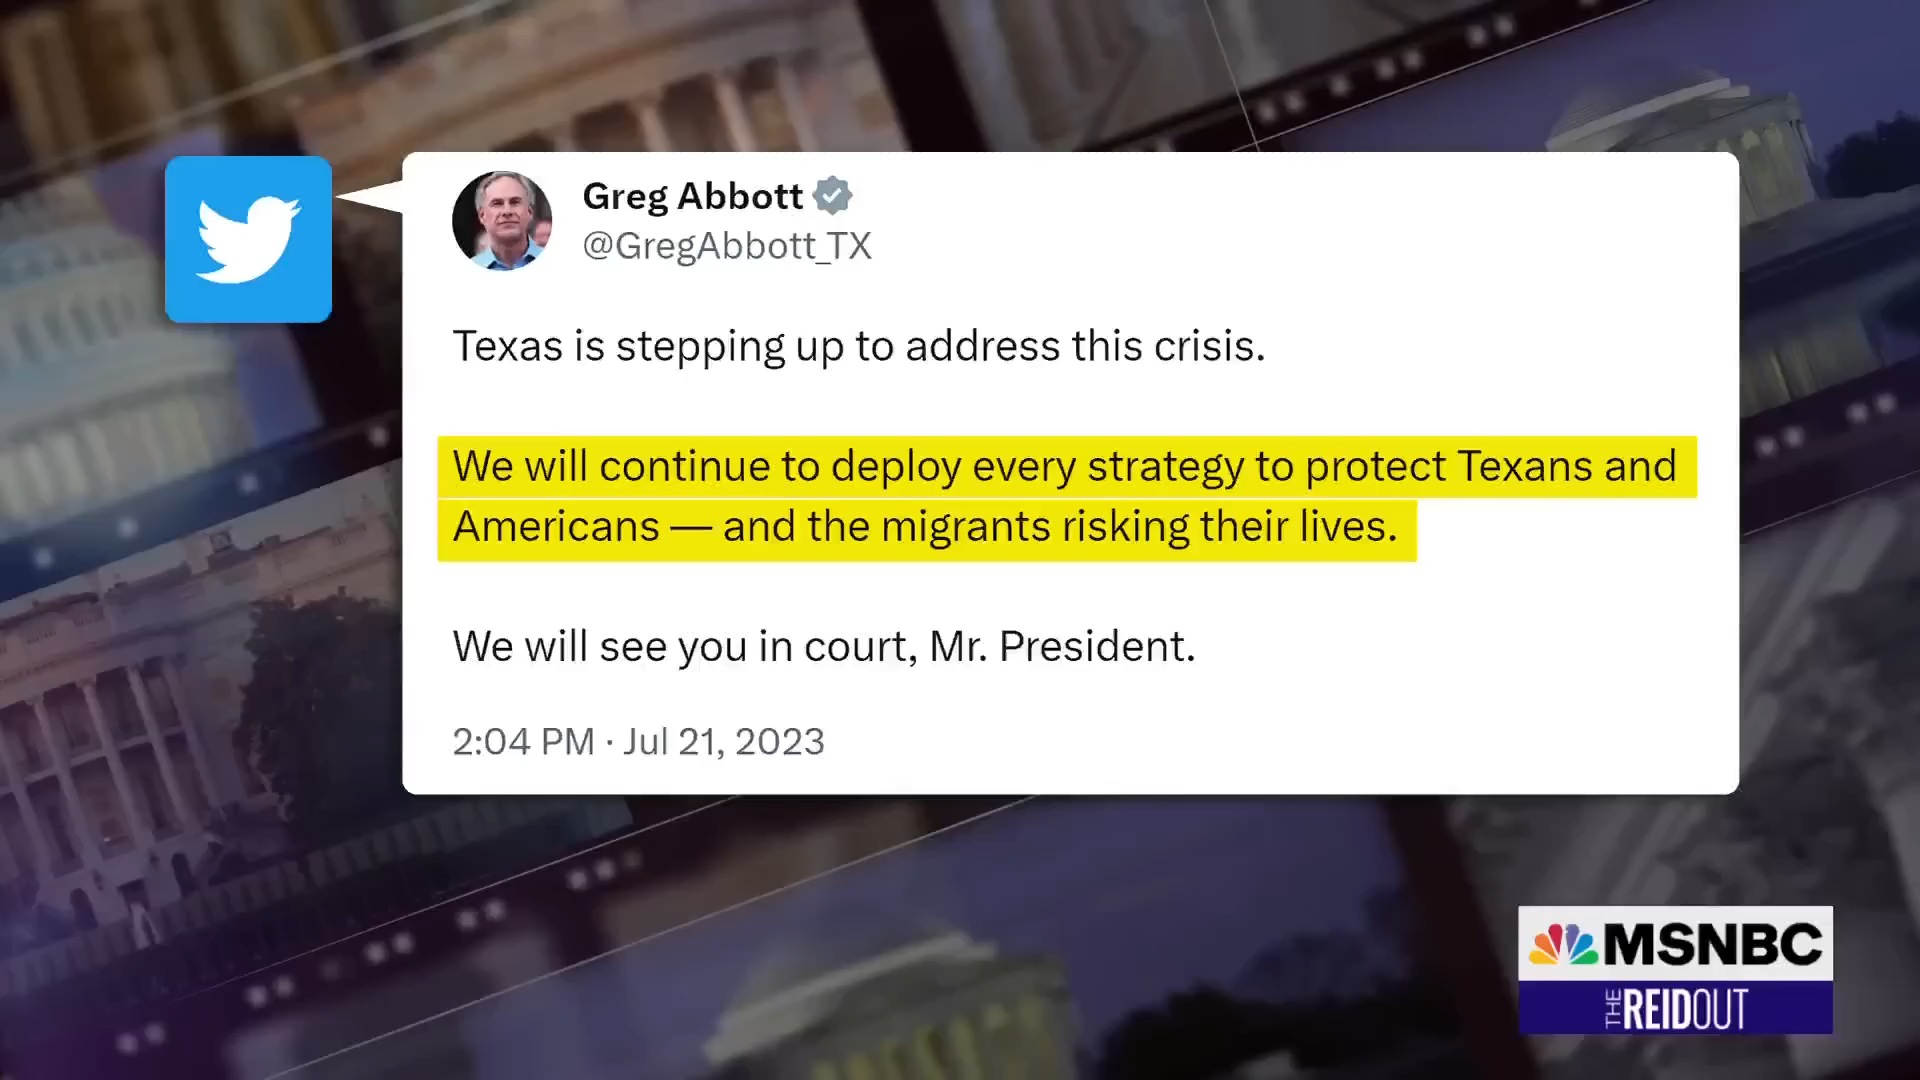 Greg Abbott
@GregAbbott_TX
Texas is stepping up to address this crisis.
We will continue to deploy every strategy to protect Texans and
Americans — and the migrants risking their lives.
We will see you in court, Mr. President.
2:04 PM · Jul 21, 2023
MSNBC
THE REIDOUT